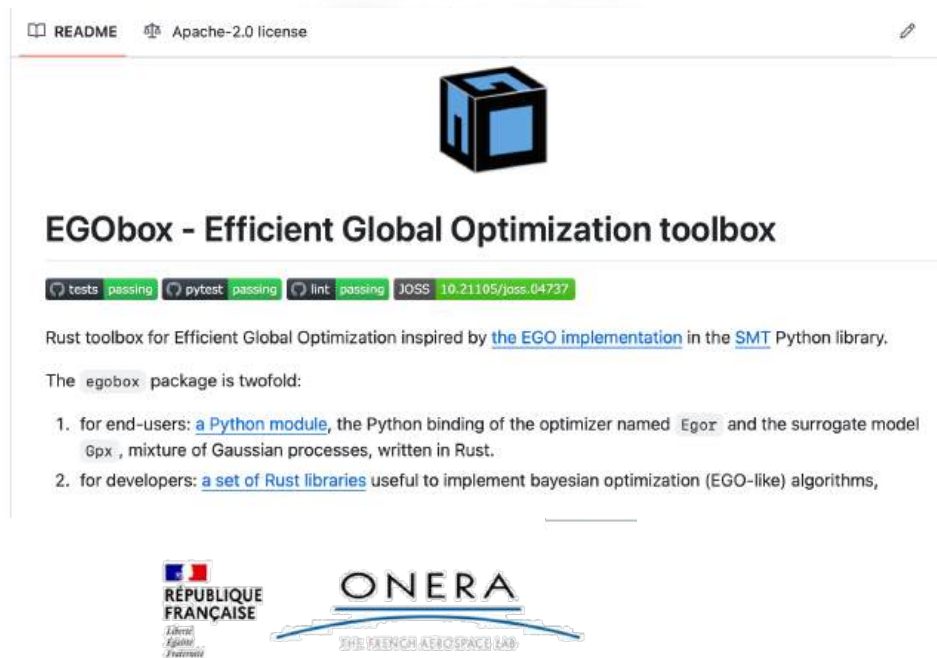 README Apache-2.0 license
EGObox - Efficient Global Optimization toolbox
tests passing pytest passing lint passing JOSS 10.21105/joss.04737
Rust toolbox for Efficient Global Optimization inspired by the EGO implementation in the SMT Python library.
The egobox package is twofold:
1. for end-users: a Python module, the Python binding of the optimizer named Egor and the surrogate model
Gpx , mixture of Gaussian processes, written in Rust.
2. for developers: a set of Rust libraries useful to implement bayesian optimization (EGO-like) algorithms,
RÉPUBLIQUE
FRANÇAISE
Liberté
Égalité
Fraternité
ONERA
THE FRENCH AEROSPACE LAB